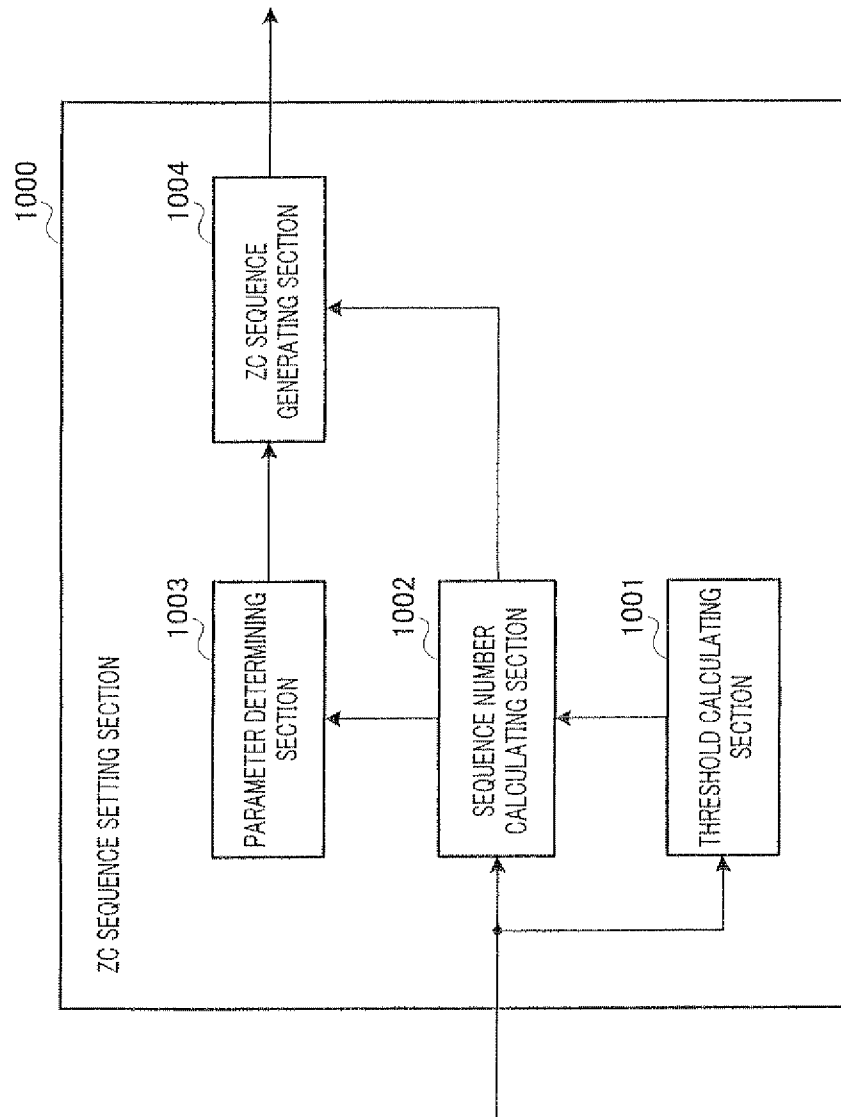 1000
ZC SEQUENCE SETTING SECTION
1003
PARAMETER DETERMINING
SECTION
1004
ZC SEQUENCE
GENERATING SECTION
1002
SEQUENCE NUMBER
CALCULATING SECTION
1001
THRESHOLD CALCULATING
SECTION